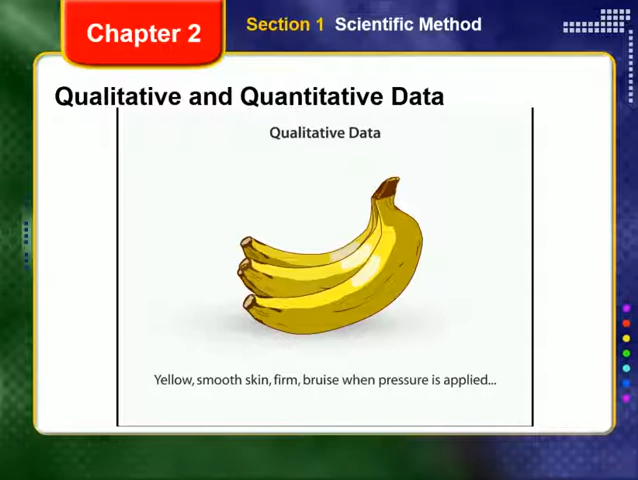 Chapter 2
Section 1 Scientific Method
Qualitative and Quantitative Data
Qualitative Data
Yellow, smooth skin, firm, bruise when pressure is applied...